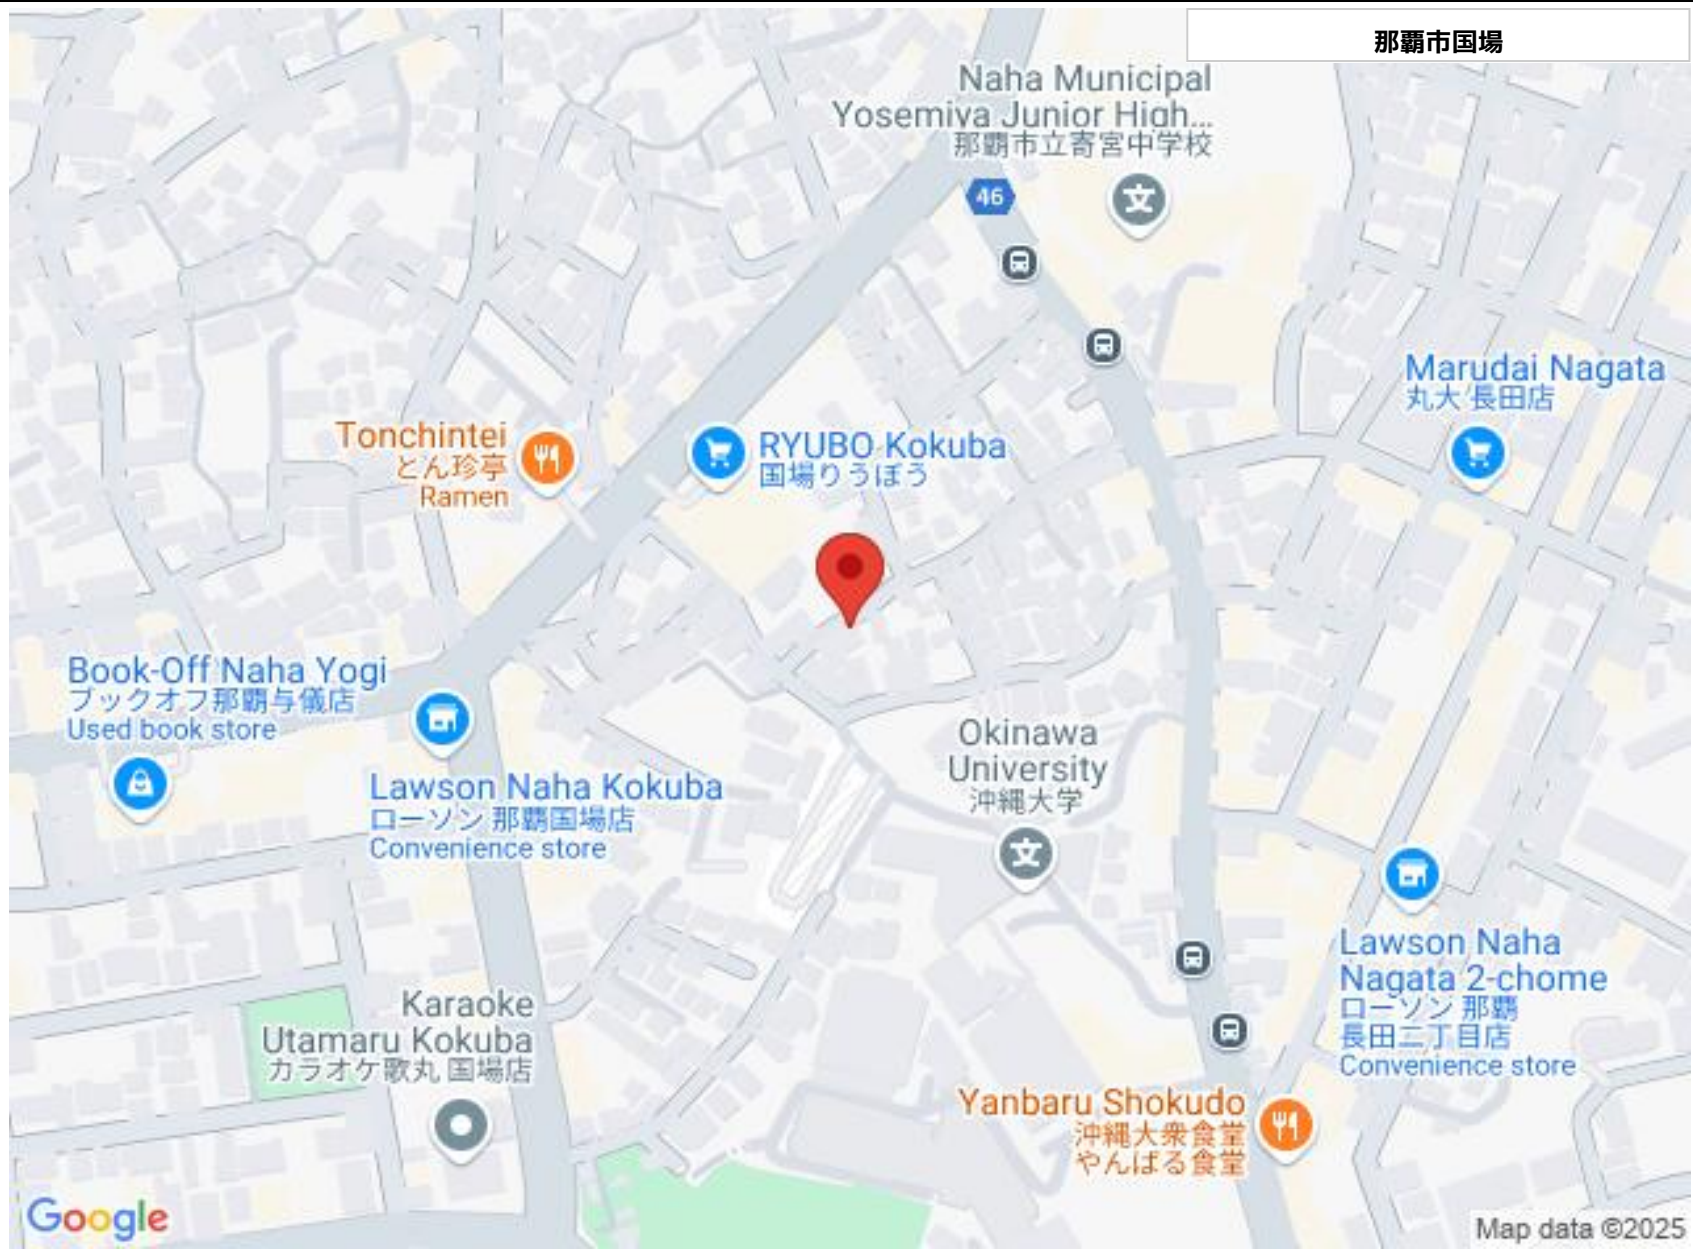 那覇市国場
Naha Municipal
Yosemiya Junior High...
那覇市立寄宮中学校
46
Marudai Nagata
丸大 長田店
Tonchintei
とん珍亭
Ramen
RYUBO Kokuba
国場りうぼう
Book-Off Naha Yogi
ブックオフ那覇与儀店
Used book store
Lawson Naha Kokuba
ローソン 那覇国場店
Convenience store
Okinawa
University
沖縄大学
文
文
Lawson Naha
Nagata 2-chome
ローソン 那覇
長田二丁目店
Convenience store
Karaoke
Utamaru Kokuba
カラオケ歌丸 国場店
Yanbaru Shokudo
沖縄大衆食堂
やんばる食堂
Google
Map data ©2025